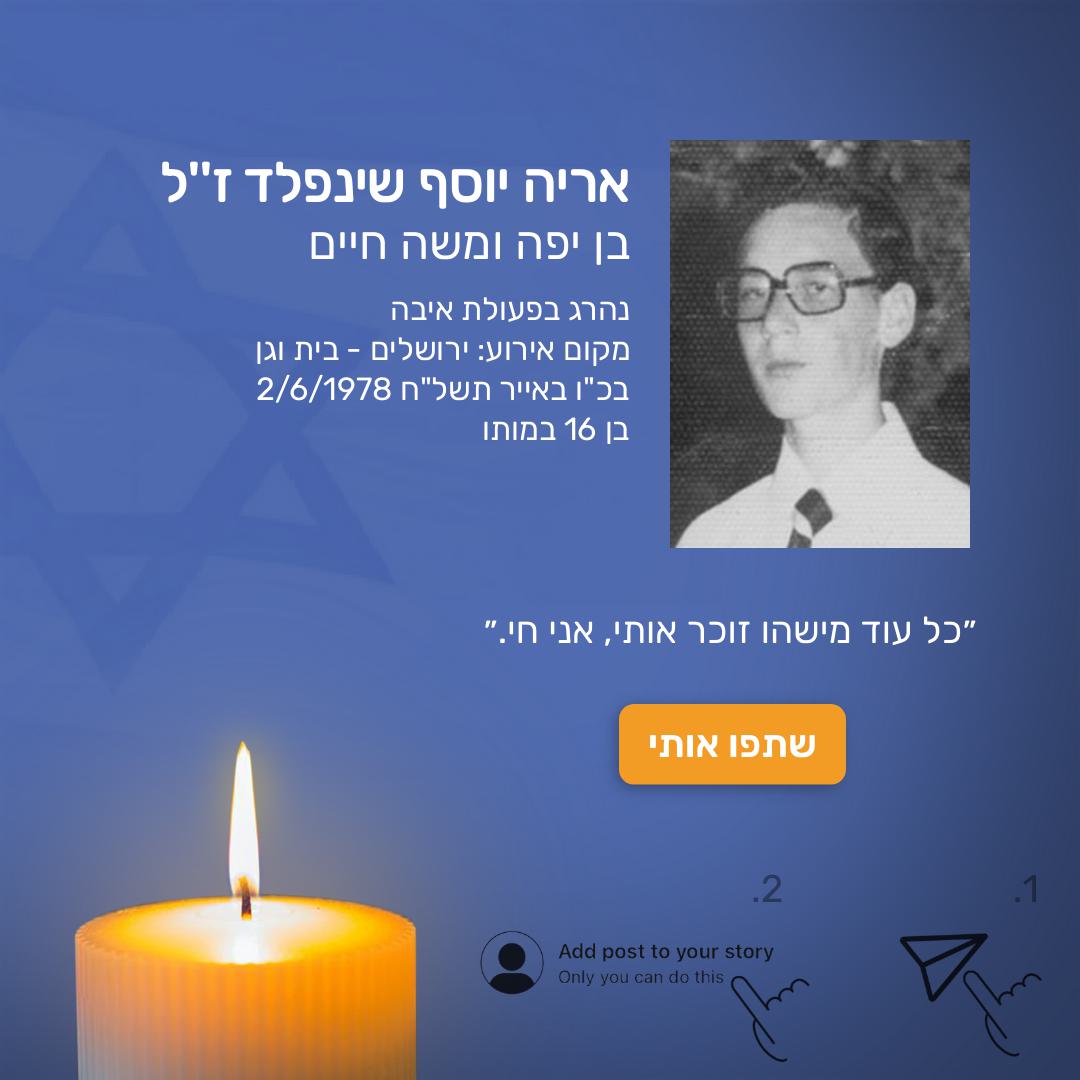 אריה יוסף שינפלד ז''ל
בן יפה ומשה חיים
נהרג בפעולת איבה
מקום אירוע: ירושלים - בית וגן
בכ"ו באייר תשל"ח 2/6/1978
בן 16 במותו
״כל עוד מישהו זוכר אותי, אני חי.״
שתפו אותי
1.
2.
Add post to your story
Only you can do this